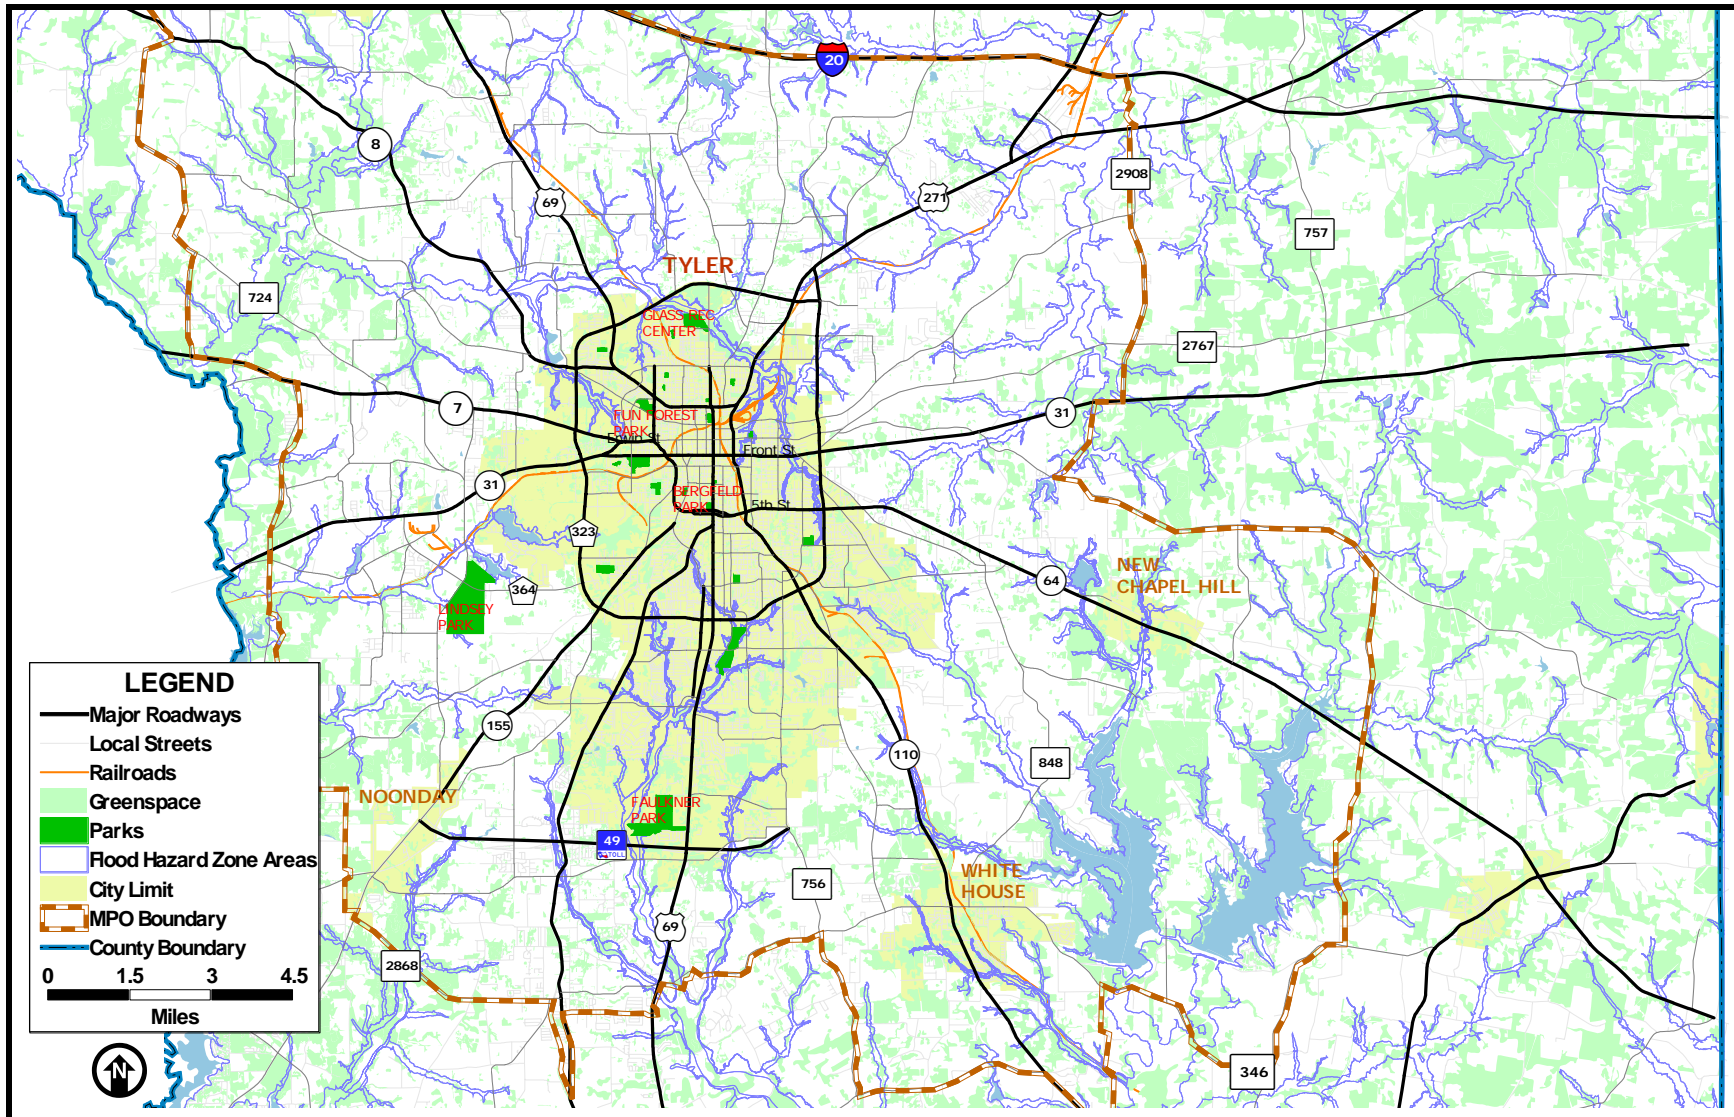 20
8
69
271
2908
757
TYLER
724
GLASS REC
CENTER
2767
7
31
FUN FOREST
PARK
Erwin St
Front St
31
BERGFELD
PARK
5th St
323
364
64
NEW
CHAPEL HILL
LINDSEY
PARK
LEGEND
Major Roadways
Local Streets
Railroads
Greenspace
Parks
Flood Hazard Zone Areas
City Limit
MPO Boundary
County Boundary
0 1.5 3 4.5
Miles
N
155
110
848
NOONDAY
FAULKNER
PARK
49
TOLL
756
WHITE
HOUSE
69
2868
346